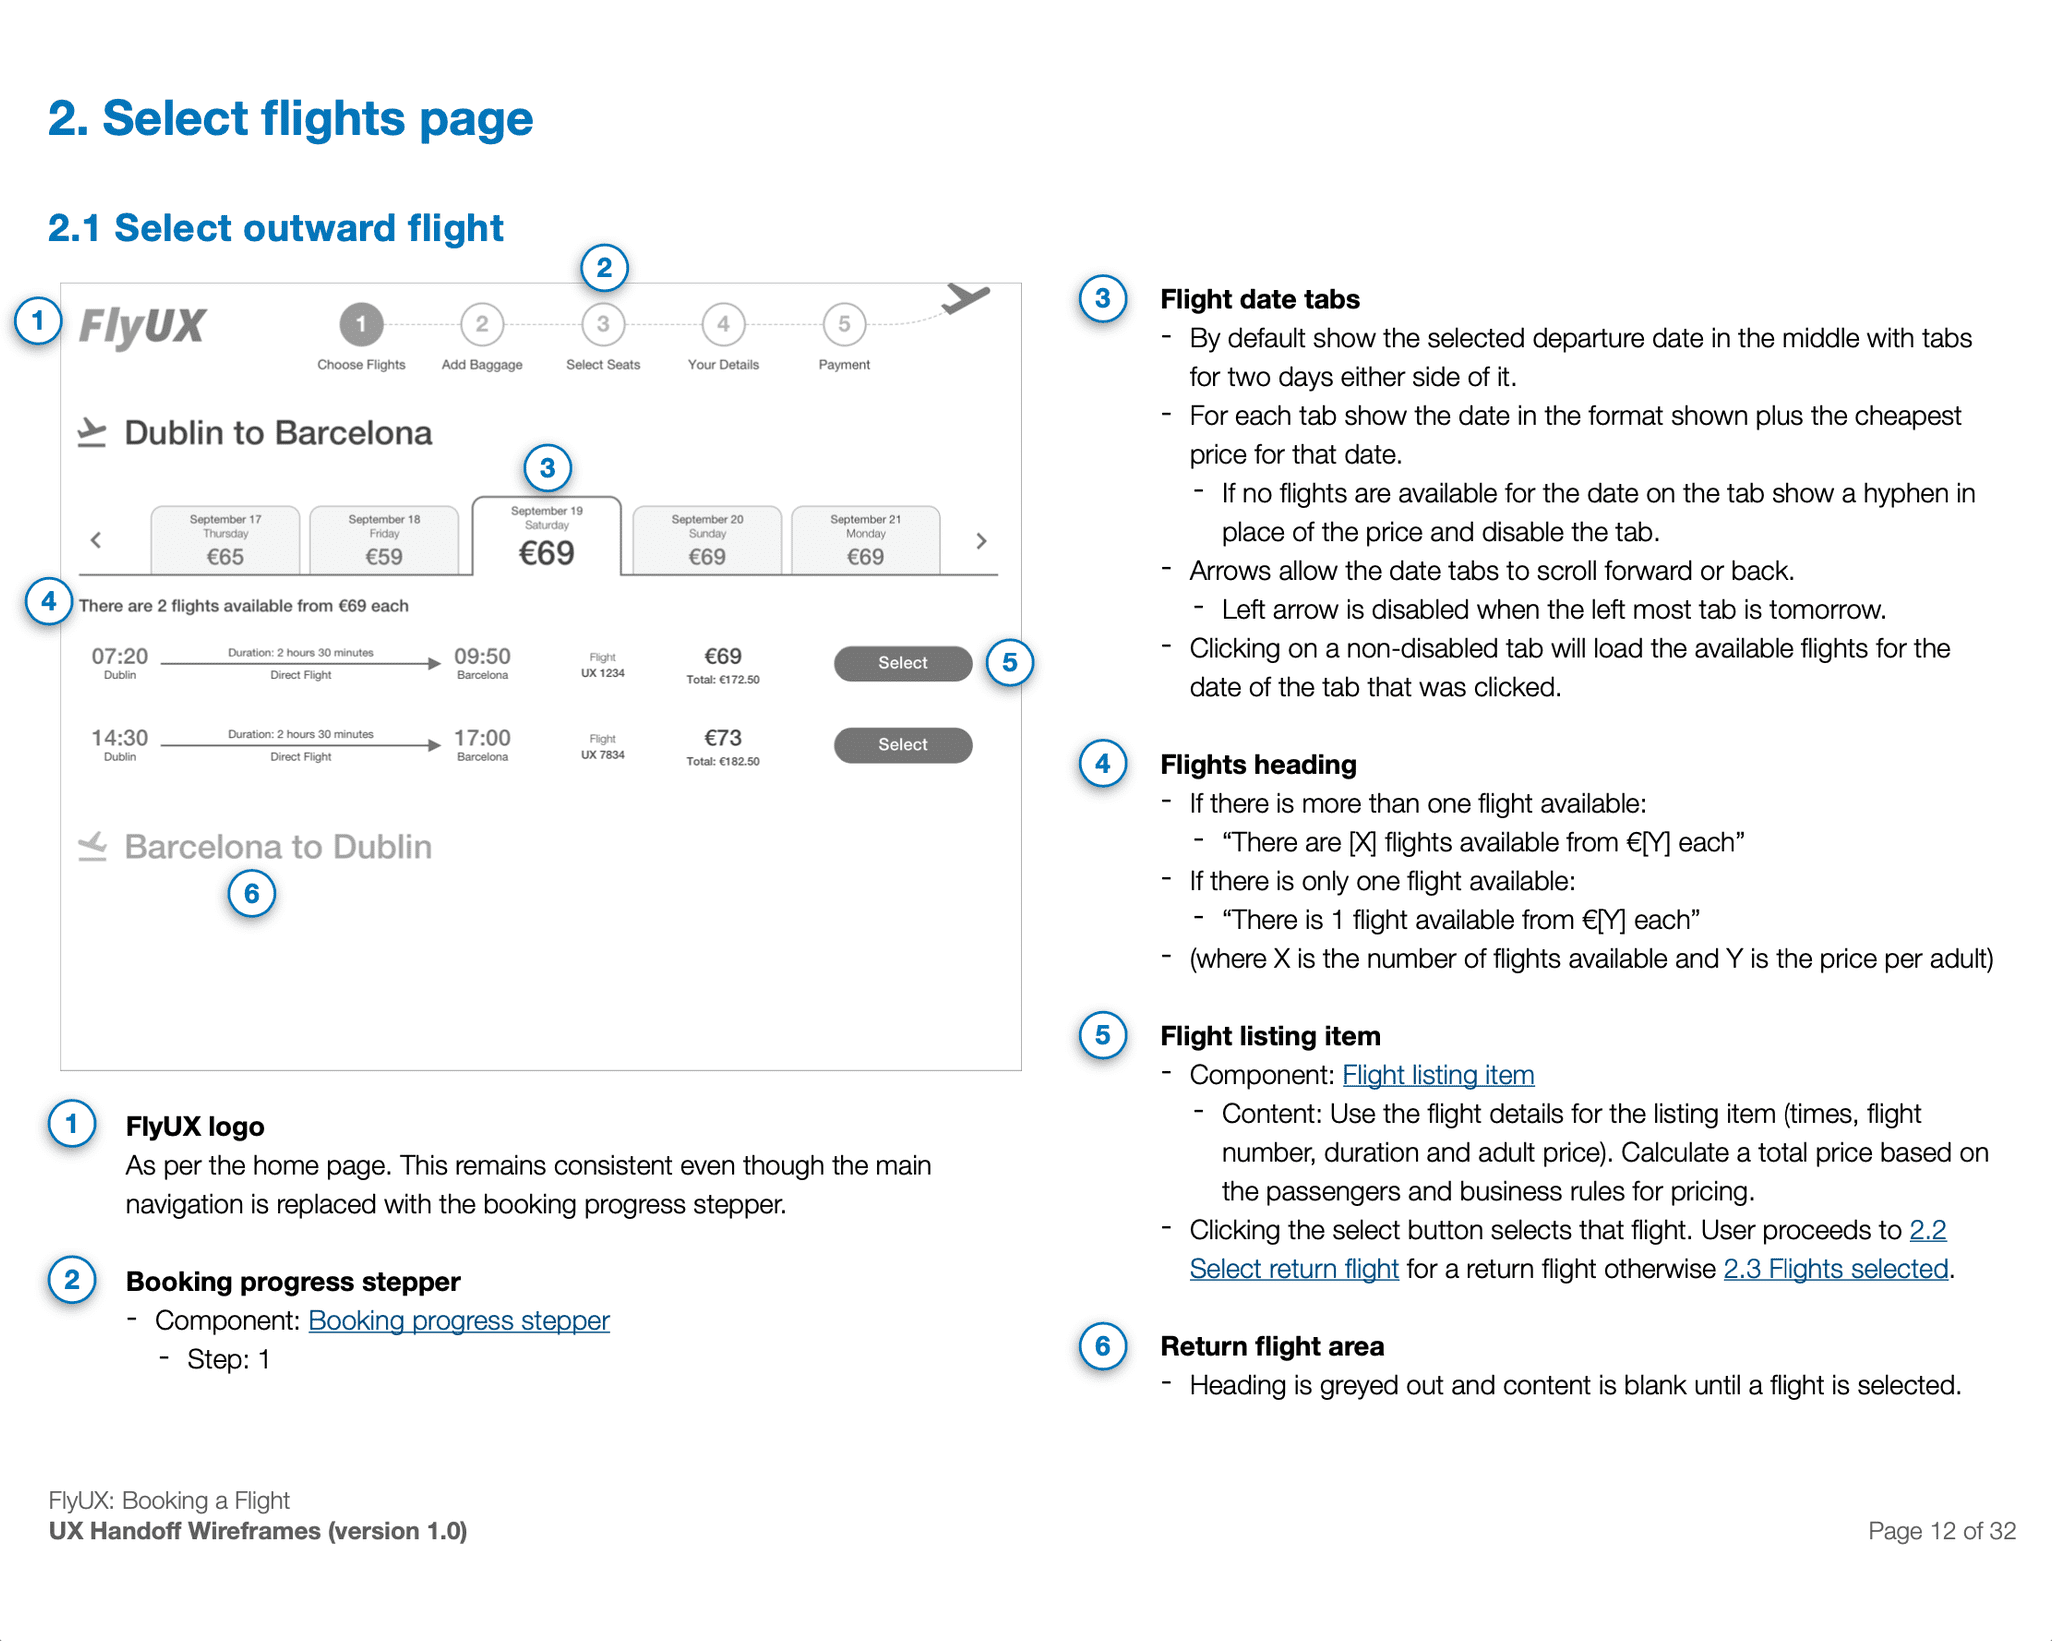 2. Select flights page
2.1 Select outward flight
2
1
FlyUX
1
2
3
4
5
Choose Flights
Add Baggage
Select Seats
Your Details
Payment
Dublin to Barcelona
3
September 17
Thursday
€65
September 18
Friday
€59
September 19
Saturday
€69
September 20
Sunday
€69
September 21
Monday
€69
4
There are 2 flights available from €69 each
07:20
Dublin
Duration: 2 hours 30 minutes
Direct Flight
09:50
Barcelona
Flight
UX 1234
€69
Total: €172.50
Select
5
14:30
Dublin
Duration: 2 hours 30 minutes
Direct Flight
17:00
Barcelona
Flight
UX 7834
€73
Total: €182.50
Select
Barcelona to Dublin
6
1
FlyUX logo
As per the home page. This remains consistent even though the main
navigation is replaced with the booking progress stepper.
2
Booking progress stepper
- Component: Booking progress stepper
- Step: 1
3
Flight date tabs
- By default show the selected departure date in the middle with tabs
for two days either side of it.
- For each tab show the date in the format shown plus the cheapest
price for that date.
- If no flights are available for the date on the tab show a hyphen in
place of the price and disable the tab.
- Arrows allow the date tabs to scroll forward or back.
- Left arrow is disabled when the left most tab is tomorrow.
- Clicking on a non-disabled tab will load the available flights for the
date of the tab that was clicked.
4
Flights heading
- If there is more than one flight available:
- “There are [X] flights available from €[Y] each”
- If there is only one flight available:
- “There is 1 flight available from €[Y] each”
- (where X is the number of flights available and Y is the price per adult)
5
Flight listing item
- Component: Flight listing item
- Content: Use the flight details for the listing item (times, flight
number, duration and adult price). Calculate a total price based on
the passengers and business rules for pricing.
- Clicking the select button selects that flight. User proceeds to 2.2
Select return flight for a return flight otherwise 2.3 Flights selected.
6
Return flight area
- Heading is greyed out and content is blank until a flight is selected.
FlyUX: Booking a Flight
UX Handoff Wireframes (version 1.0)
Page 12 of 32